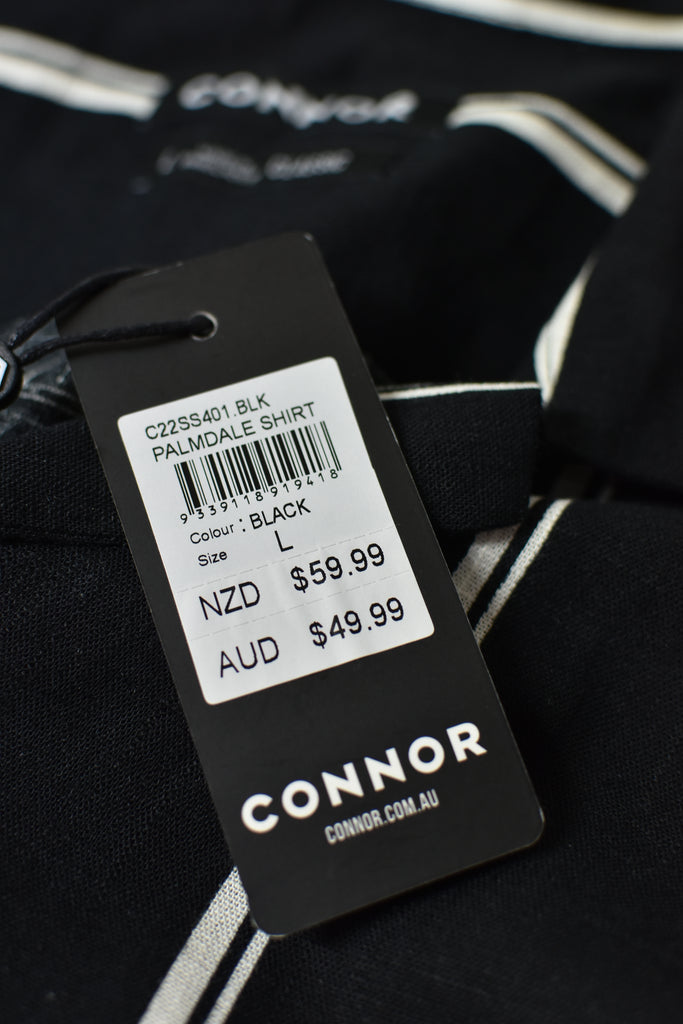 CONNOR
C22SS401.BLK
PALMDALE SHIRT
9339118919418
Colour : BLACK
Size L
NZD $59.99
AUD $49.99
CONNOR
CONNOR.COM.AU